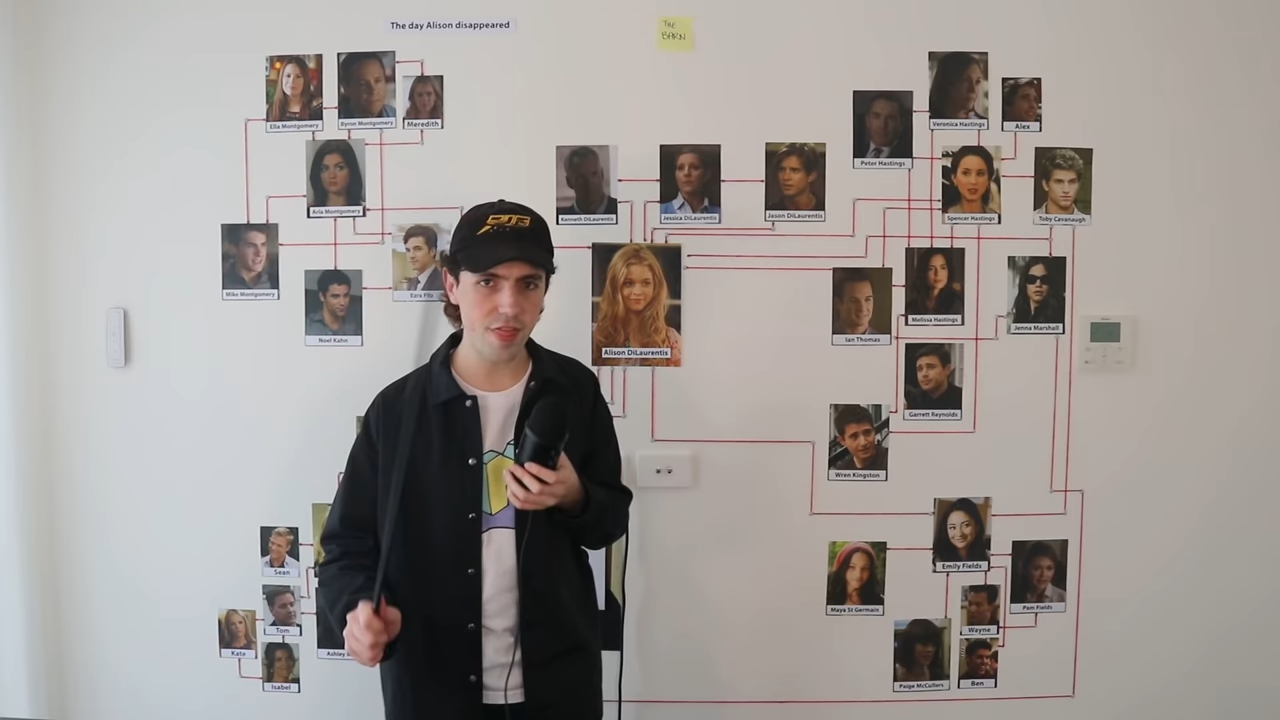 The day Alison disappeared
THE
BARN
Ella Montgomery
Byron Montgomery
Meredith
Veronica Hastings
Alex
Peter Hastings
Aria Montgomery
Kenneth DiLaurentis
Jessica DiLaurentis
Jason DiLaurentis
Spencer Hastings
Toby Cavanaugh
Mike Montgomery
Ezra Fitz
Noel Kahn
Alison DiLaurentis
Ian Thomas
Melissa Hastings
Jenna Marshall
Garrett Reynolds
Wren Kingston
Sean
Emily Fields
Maya St Germain
Pam Fields
Tom
Wayne
Kate
Ashley
Isabel
Paige McCullers
Ben